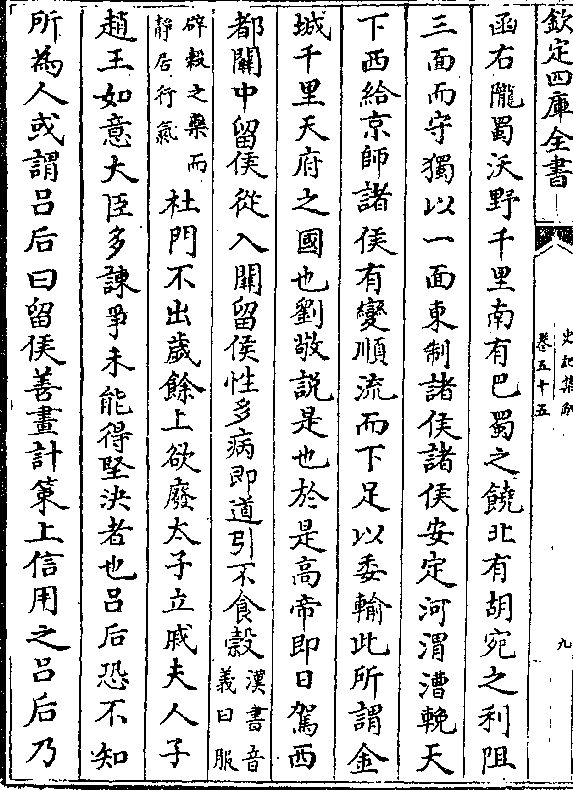 欽定四庫全書
史記集解
卷五十五
九
函右隴蜀沃野千里南有巴蜀之饒北有胡宛之利阻
三面而守獨以一面東制諸侯諸侯安定河渭漕輓天
下西給京師諸侯有變順流而下足以委輸此所謂金
城千里天府之國也劉敬説是也於是高帝即日駕西
都關中留侯從入關留侯性多病即道引不食穀漢書音義曰服
辟穀之藥而靜居行氣杜門不出歲餘上欲廢太子立戚夫人子
趙王如意大臣多諫爭未能得堅決者也吕后恐不知
所為人或謂吕后曰留侯善畫計策上信用之吕后乃